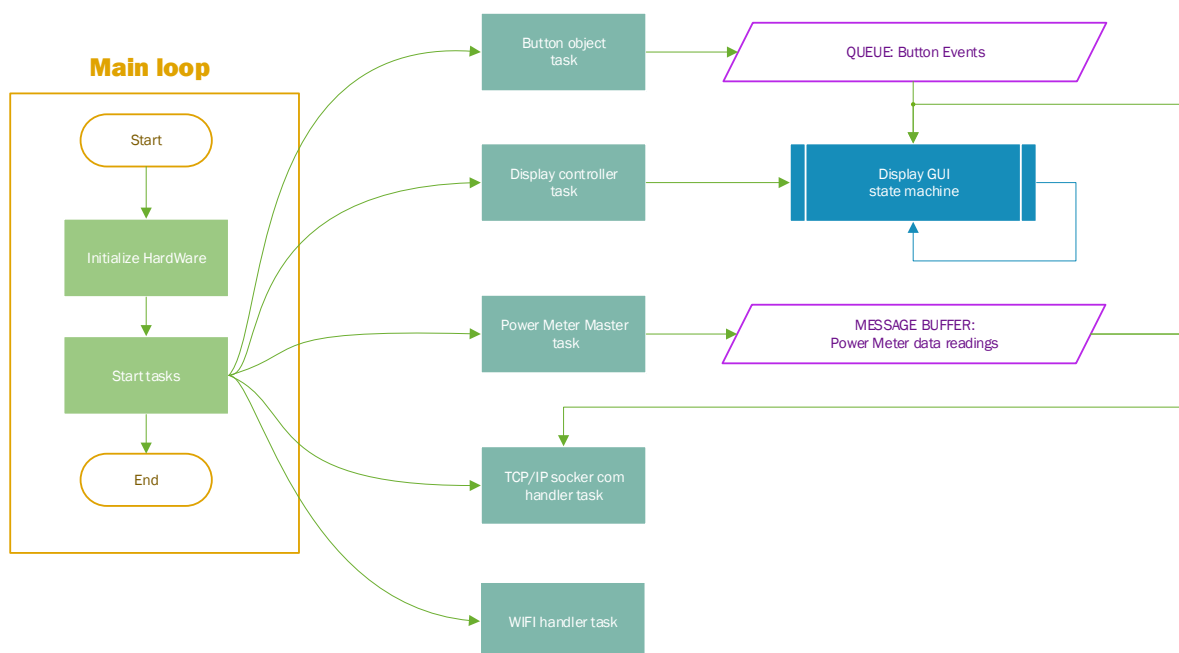 Main loop
Start
Initialize HardWare
Start tasks
End
Button object
task
QUEUE: Button Events
Display controller
task
Display GUI
state machine
Power Meter Master
task
MESSAGE BUFFER:
Power Meter data readings
TCP/IP socker com
handler task
WIFI handler task